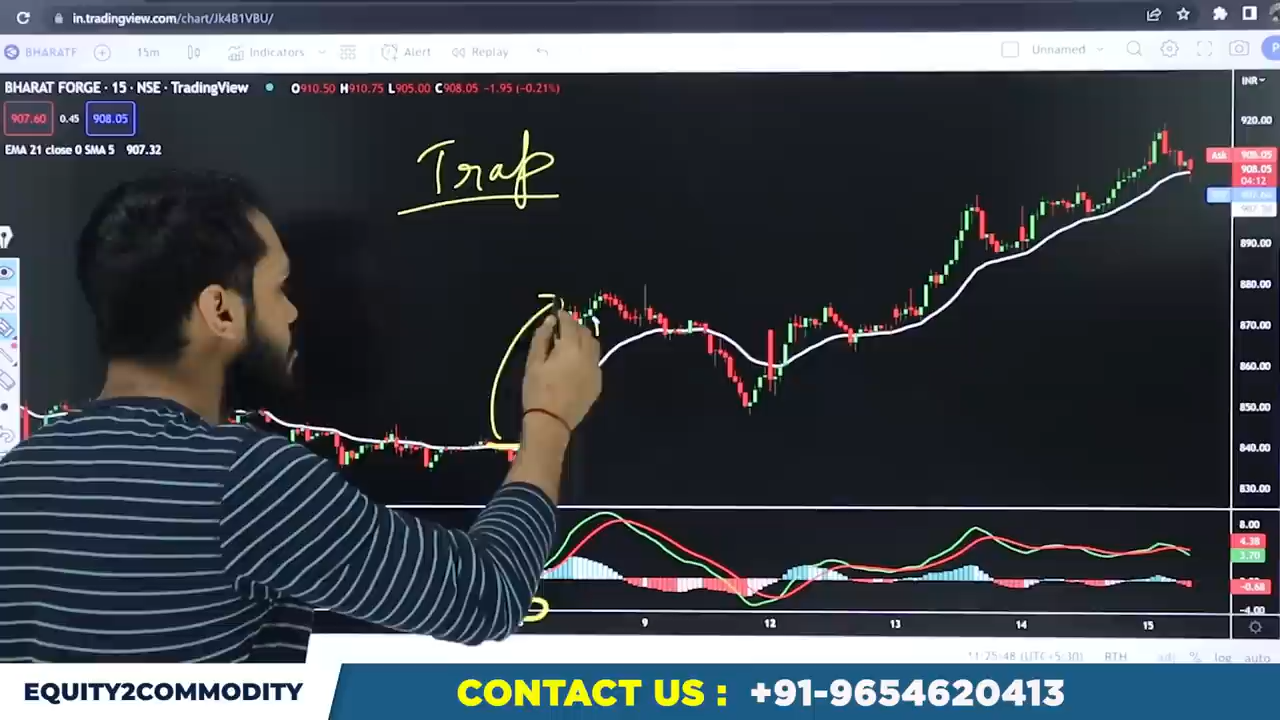 in.tradingview.com/chart/Jk4B1VBU/
BHARATF 15m Indicators Alert Replay Unnamed
BHARAT FORGE · 15 · NSE · TradingView O910.50 H910.75 L905.00 C908.05 −1.95 (−0.21%) INR
907.60 0.45 908.05
EMA 21 close 0 SMA 5 907.32
Trap
920.00
Ask 908.05
908.05
04:12
890.00
880.00
870.00
860.00
850.00
840.00
830.00
8.00
4.38
3.70
−0.68
−4.00
9 12 13 14 15
11:25:48 (UTC+5:30) RTH adj % log auto
EQUITY2COMMODITY
CONTACT US : +91-9654620413